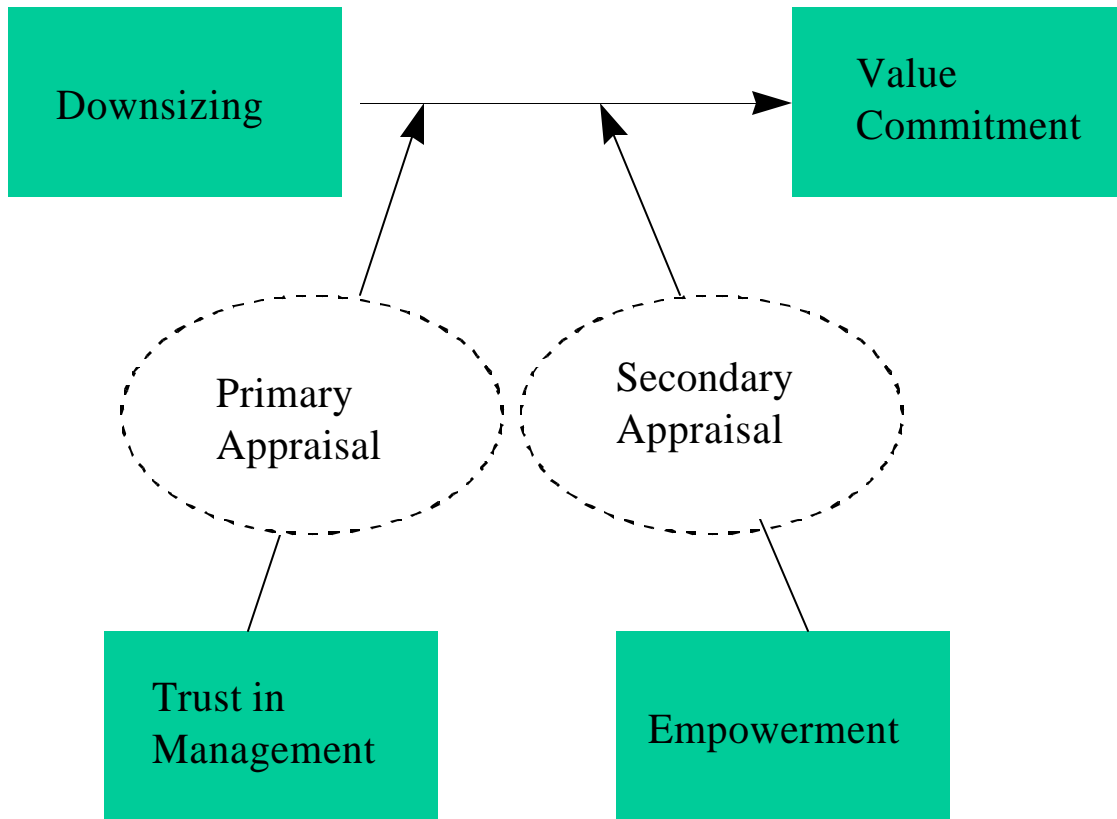 Downsizing
Value
Commitment
Primary
Appraisal
Secondary
Appraisal
Trust in
Management
Empowerment